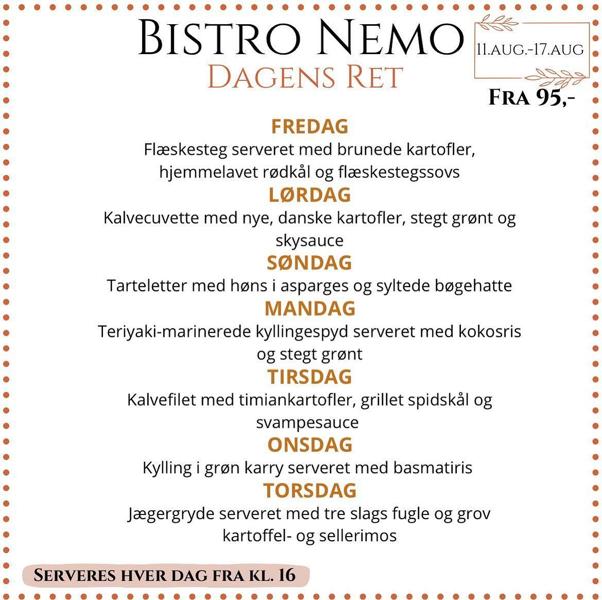 BISTRO NEMO
11.AUG.-17.AUG
DAGENS RET
FRA 95,-
FREDAG
Flæskesteg serveret med brunede kartofler,
hjemmelavet rødkål og flæskestegssovs
LØRDAG
Kalvecuvette med nye, danske kartofler, stegt grønt og
skysauce
SØNDAG
Tarteletter med høns i asparges og syltede bøgehatte
MANDAG
Teriyaki-marinerede kyllingespyd serveret med kokosris
og stegt grønt
TIRSDAG
Kalvefilet med timiankartofler, grillet spidskål og
svampesauce
ONSDAG
Kylling i grøn karry serveret med basmatiris
TORSDAG
Jægergryde serveret med tre slags fugle og grov
kartoffel- og sellerimos
SERVERES HVER DAG FRA KL. 16